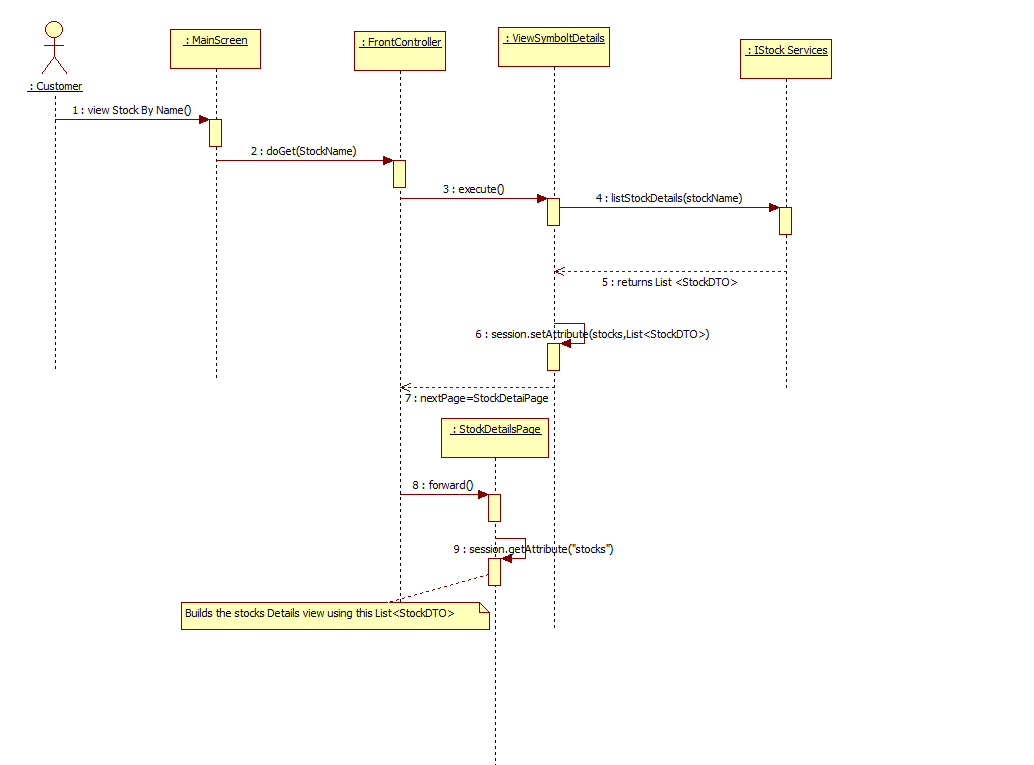 : MainScreen
: FrontController
: ViewSymboltDetails
: IStock Services
: Customer
1 : view Stock By Name()
2 : doGet(StockName)
3 : execute()
4 : listStockDetails(stockName)
5 : returns List <StockDTO>
6 : session.setAttribute(stocks,List<StockDTO>)
7 : nextPage=StockDetaiPage
: StockDetailsPage
8 : forward()
9 : session.getAttribute("stocks")
Builds the stocks Details view using this List<StockDTO>